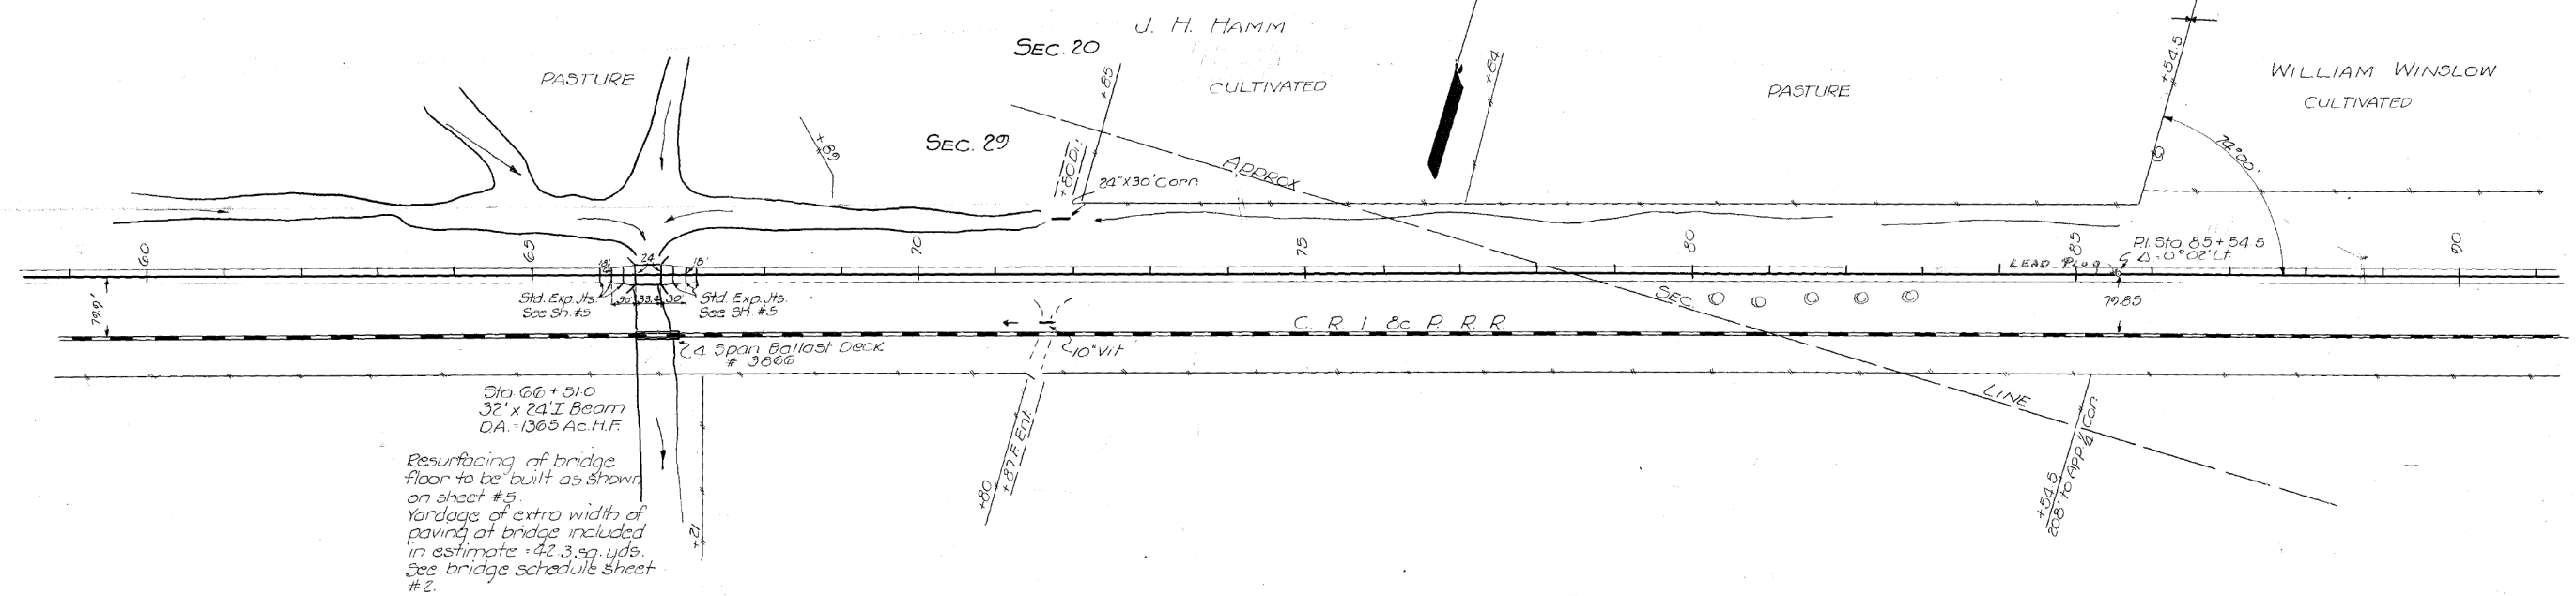 J. H. HAMM
SEC. 20
PASTURE
CULTIVATED
PASTURE
WILLIAM WINSLOW
CULTIVATED
+85
+84
+54.5
+89
SEC. 29
+80 D.I.
24"X30' Corr.
APPROX
74°00'
60
65
70
75
80
85
90
P.I. Sta. 85+54.5
Δ=0°02' Lt.
LEAD PLUG
18'
24'
18'
Std. Exp. Jts.
See Sh. #5
30'
33.4
30'
Std. Exp. Jts.
See Sh. #5
79.9'
SEC.
79.85
C. R. I. & P. R. R.
4 Span Ballast Deck
# 3866
10" Vit
Sta. 66+51.0
32' x 24' I Beam
D.A.=1365 Ac. H.F.
LINE
+80
+87 F. Ent.
+54.5
208' to App. 1/4 Cor.
+21
Resurfacing of bridge
floor to be built as shown
on sheet #5.
Yardage of extra width of
paving at bridge included
in estimate = 42.3 sq. yds.
See bridge schedule sheet
#2.